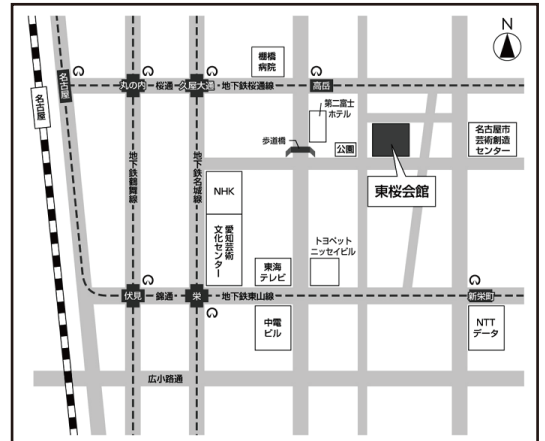 N
棚橋
病院
名古屋
丸の内
桜通
久屋大通
地下鉄桜通線
高岳
第二富士
ホテル
名古屋
歩道橋
公園
名古屋市
芸術創造
センター
地下鉄鶴舞線
地下鉄名城線
東桜会館
NHK
愛知芸術
文化センター
トヨペット
ニッセイビル
東海
テレビ
伏見
錦通
栄
地下鉄東山線
新栄町
中電
ビル
NTT
データ
広小路通